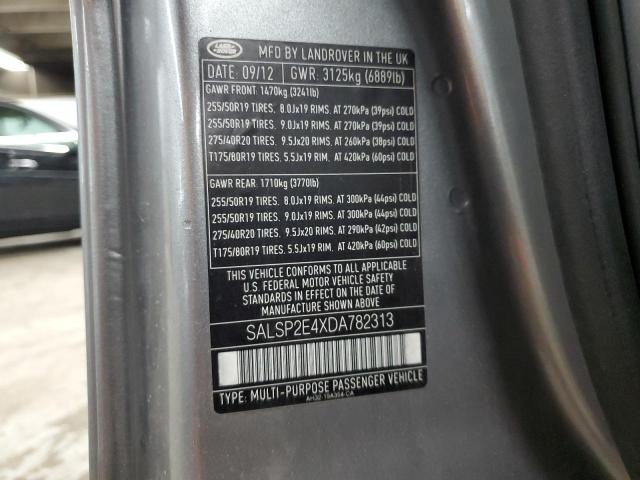 LAND
ROVER
MFD BY LANDROVER IN THE UK
DATE: 09/12 GWR: 3125kg (6889lb)
GAWR FRONT: 1470kg (3241lb)
255/50R19 TIRES. 8.0Jx19 RIMS. AT 270kPa (39psi) COLD
255/50R19 TIRES. 9.0Jx19 RIMS. AT 270kPa (39psi) COLD
275/40R20 TIRES. 9.5Jx20 RIMS. AT 260kPa (38psi) COLD
T175/80R19 TIRES. 5.5Jx19 RIM. AT 420kPa (60psi) COLD
GAWR REAR: 1710kg (3770lb)
255/50R19 TIRES. 8.0Jx19 RIMS. AT 300kPa (44psi) COLD
255/50R19 TIRES. 9.0Jx19 RIMS. AT 300kPa (44psi) COLD
275/40R20 TIRES. 9.5Jx20 RIMS. AT 290kPa (42psi) COLD
T175/80R19 TIRES. 5.5Jx19 RIM. AT 420kPa (60psi) COLD
THIS VEHICLE CONFORMS TO ALL APPLICABLE
U.S. FEDERAL MOTOR VEHICLE SAFETY
STANDARDS IN EFFECT ON THE DATE OF
MANUFACTURE SHOWN ABOVE
SALSP2E4XDA782313
TYPE: MULTI-PURPOSE PASSENGER VEHICLE
AH32-19A394-CA